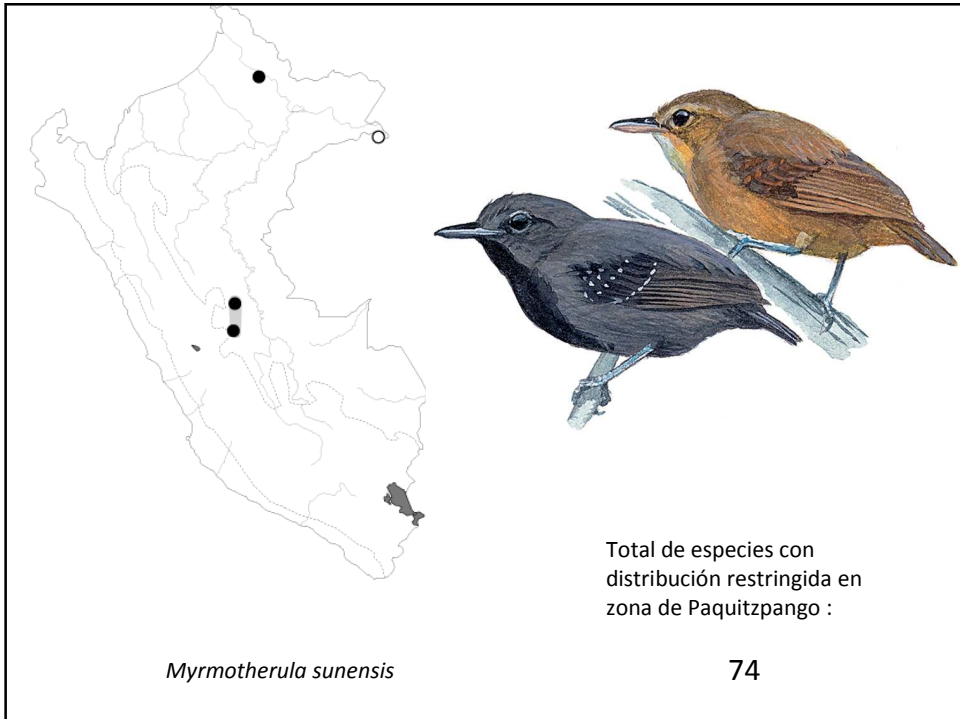 Total de especies con
distribución restringida en
zona de Paquitzpango :
Myrmotherula sunensis
74